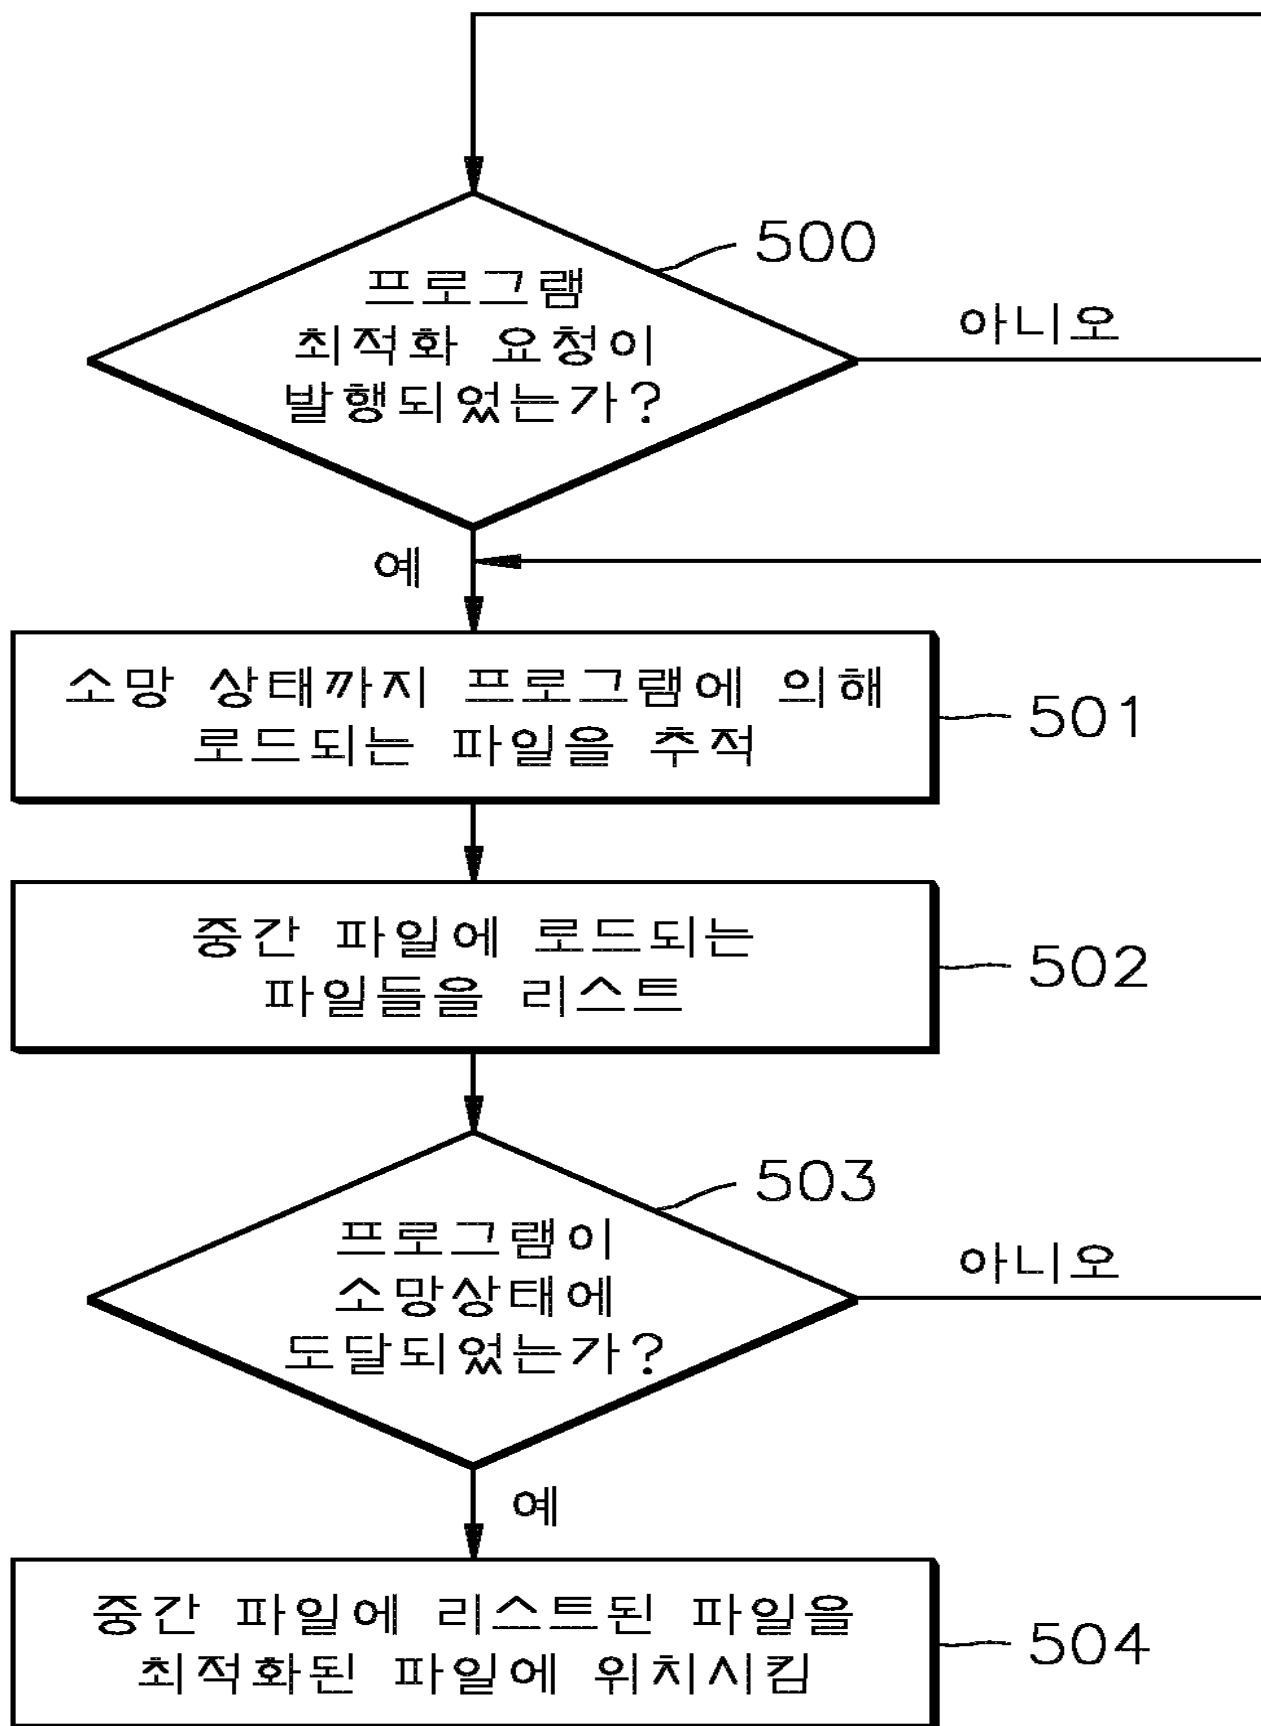 500
프로그램
최적화 요청이
발행되었는가?
아니오
예
소망 상태까지 프로그램에 의해
로드되는 파일을 추적
501
중간 파일에 로드되는
파일들을 리스트
502
503
프로그램이
소망상태에
도달되었는가?
아니오
예
중간 파일에 리스트된 파일을
최적화된 파일에 위치시킴
504